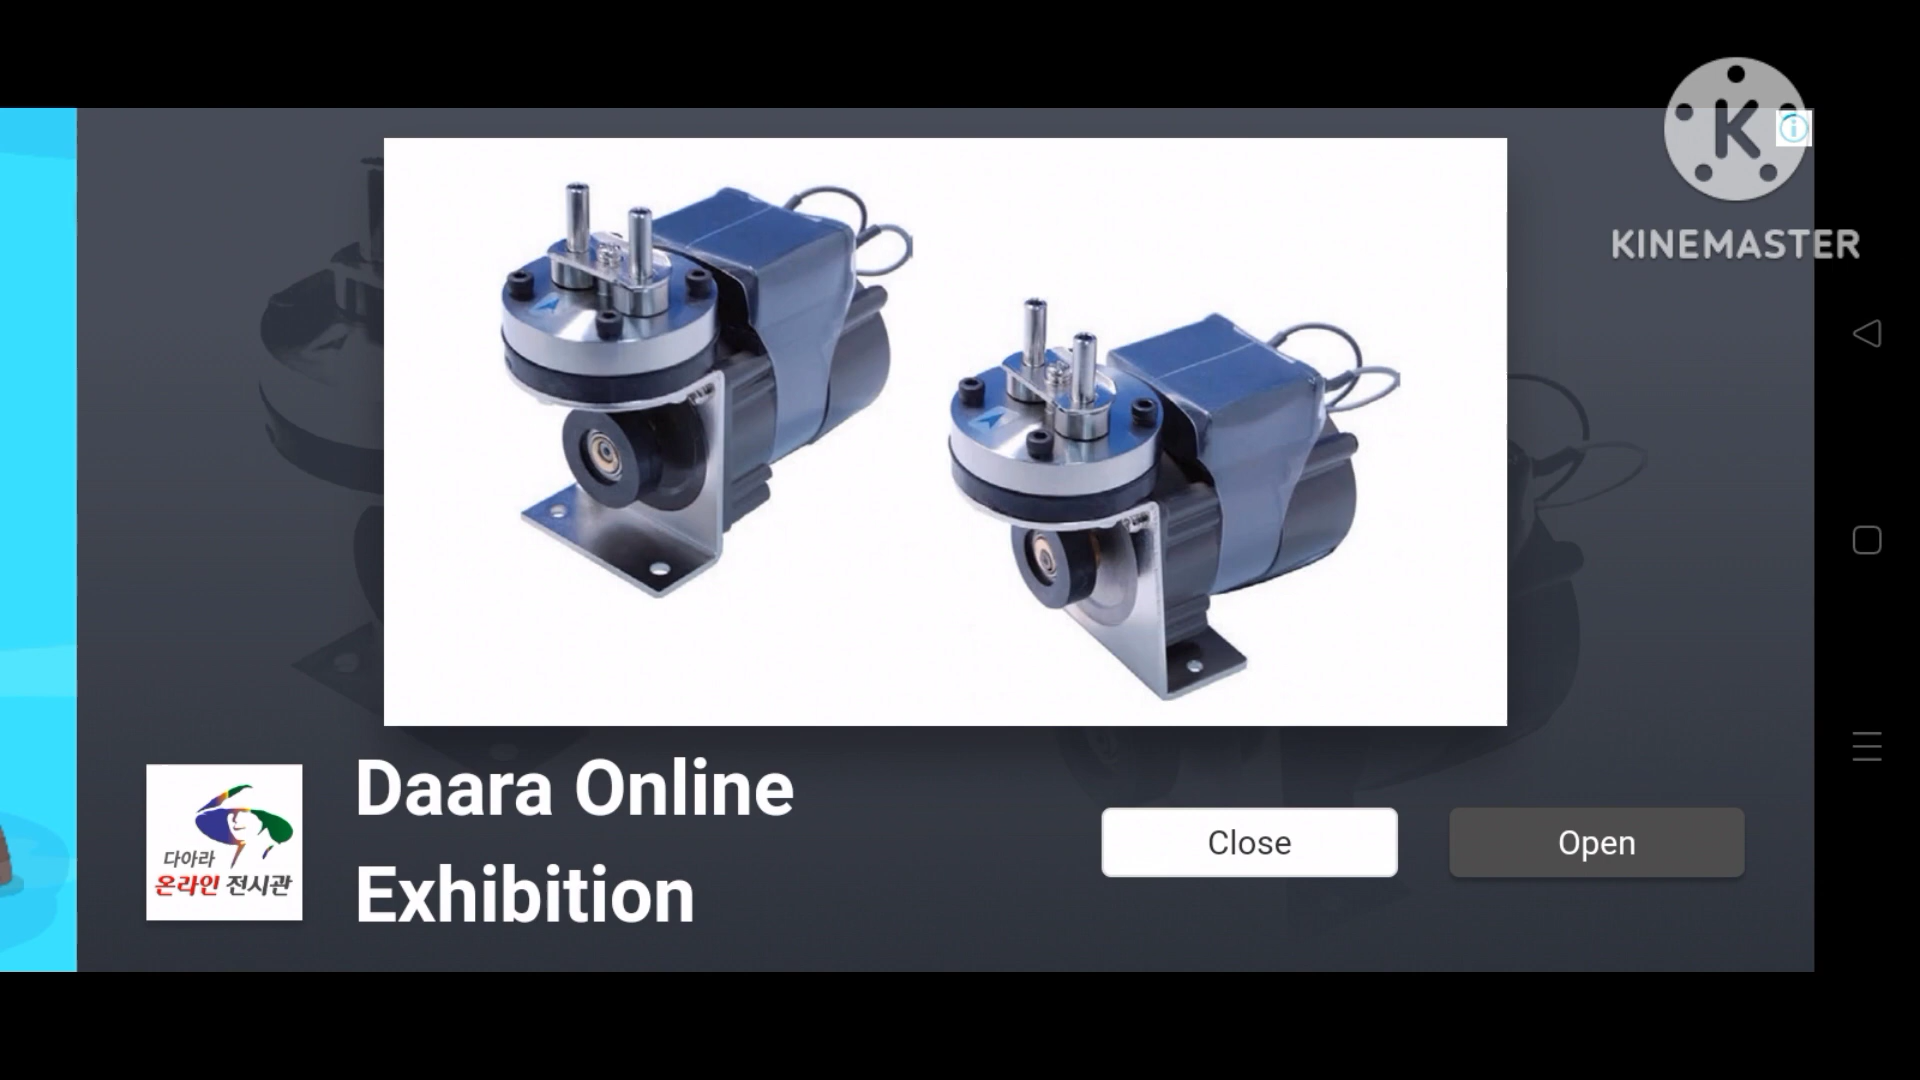 K
KINEMASTER
Daara Online
Exhibition
다아라
온라인 전시관
Close
Open